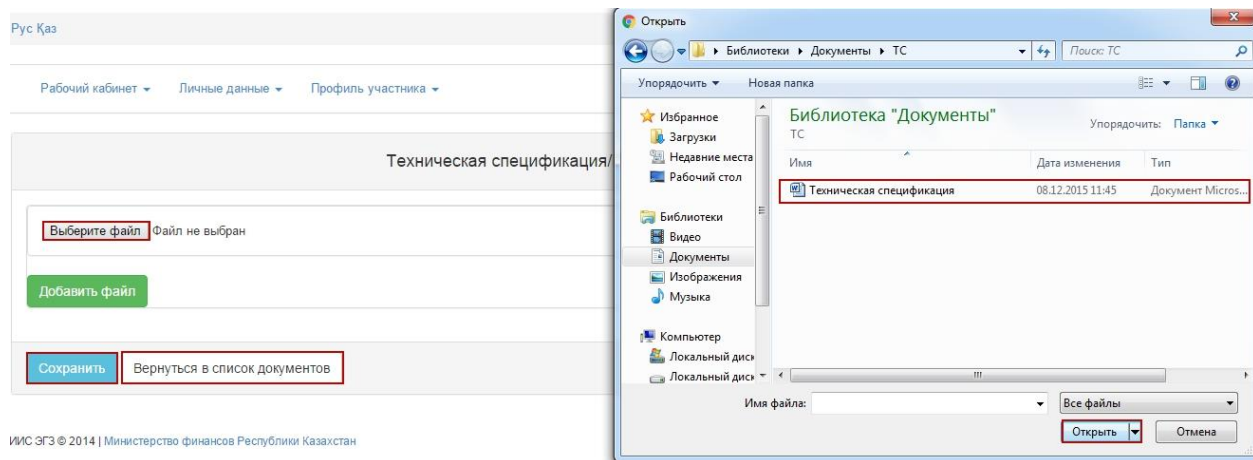 Рус Қаз
Рабочий кабинет Личные данные Профиль участника
Техническая спецификация/
Выберите файл Файл не выбран
Добавить файл
Сохранить Вернуться в список документов
ИИС ЭГЗ © 2014 | Министерство финансов Республики Казахстан
Открыть
Библиотеки Документы ТС
Поиск: ТС
Упорядочить Новая папка
Избранное
Загрузки
Недавние места
Рабочий стол
Библиотеки
Видео
Документы
Изображения
Музыка
Компьютер
Локальный диск
Локальный диск
Библиотека "Документы"
ТС
Упорядочить: Папка
Имя Дата изменения Тип
Техническая спецификация 08.12.2015 11:45 Документ Micros...
Имя файла: Все файлы
Открыть Отмена